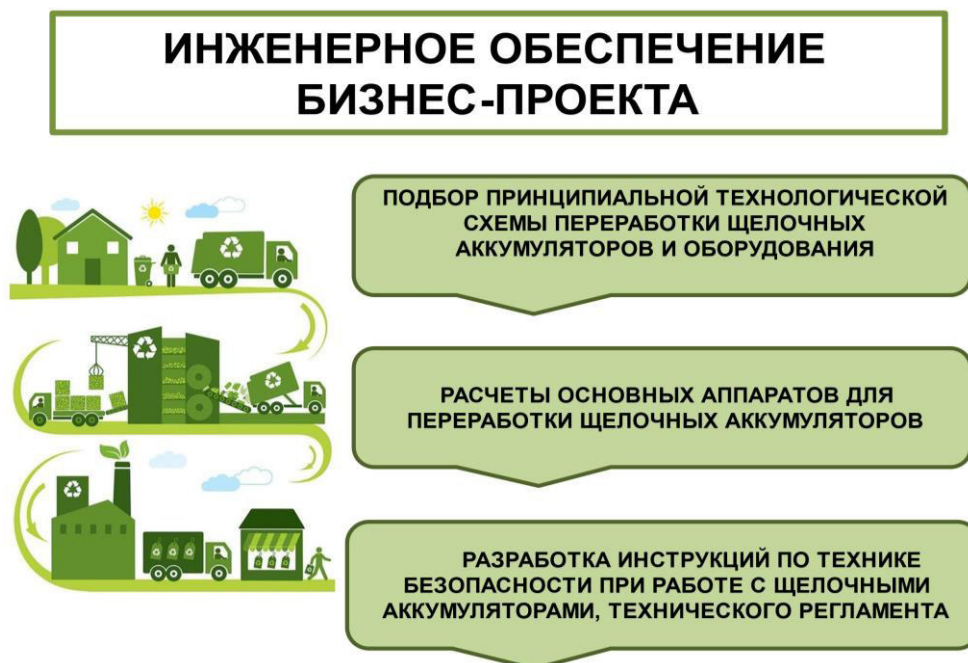 ИНЖЕНЕРНОЕ ОБЕСПЕЧЕНИЕ
БИЗНЕС-ПРОЕКТА
ПОДБОР ПРИНЦИПИАЛЬНОЙ ТЕХНОЛОГИЧЕСКОЙ
СХЕМЫ ПЕРЕРАБОТКИ ЩЕЛОЧНЫХ
АККУМУЛЯТОРОВ И ОБОРУДОВАНИЯ
РАСЧЕТЫ ОСНОВНЫХ АППАРАТОВ ДЛЯ
ПЕРЕРАБОТКИ ЩЕЛОЧНЫХ АККУМУЛЯТОРОВ
РАЗРАБОТКА ИНСТРУКЦИЙ ПО ТЕХНИКЕ
БЕЗОПАСНОСТИ ПРИ РАБОТЕ С ЩЕЛОЧНЫМИ
АККУМУЛЯТОРАМИ, ТЕХНИЧЕСКОГО РЕГЛАМЕНТА